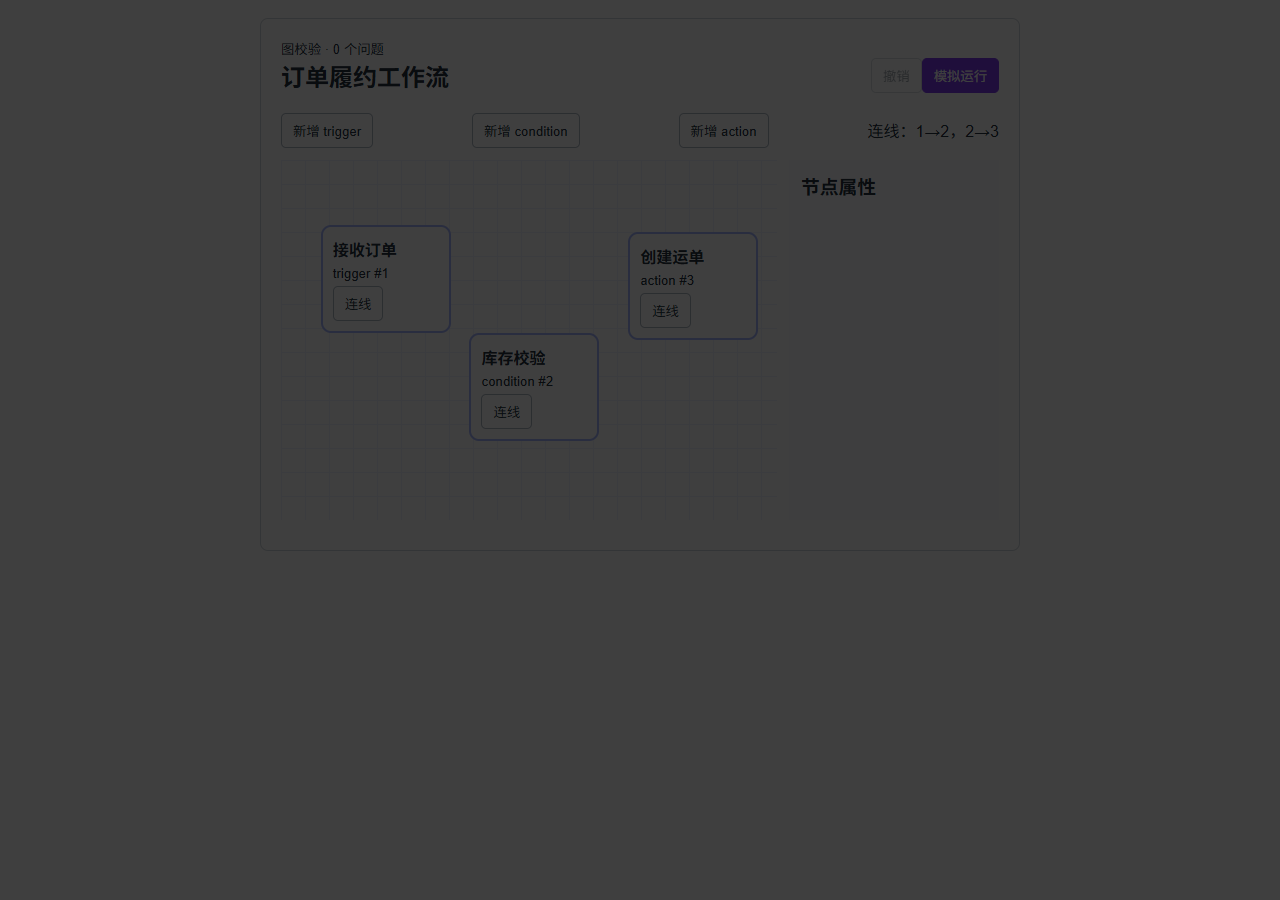 图校验 · 0 个问题
订单履约工作流
撤销
模拟运行
新增 trigger
新增 condition
新增 action
连线：1→2，2→3
节点属性
接收订单
trigger #1
连线
创建运单
action #3
连线
库存校验
condition #2
连线